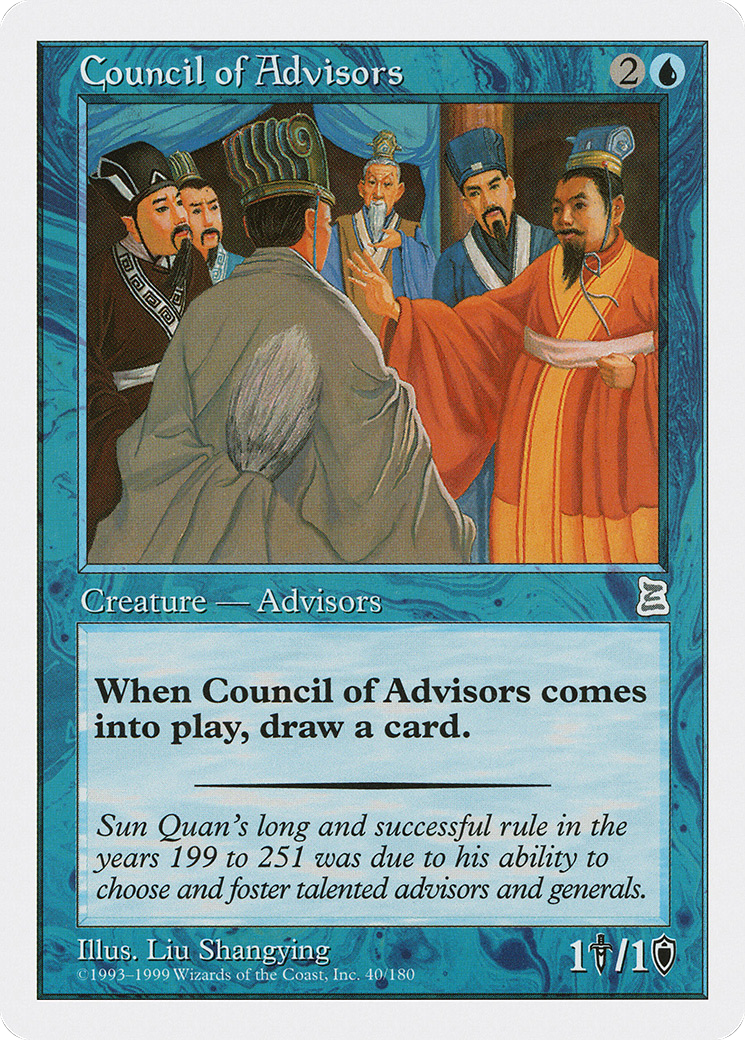 Council of Advisors 2
Creature — Advisors
When Council of Advisors comes
into play, draw a card.
Sun Quan's long and successful rule in the
years 199 to 251 was due to his ability to
choose and foster talented advisors and generals.
Illus. Liu Shangying
©1993–1999 Wizards of the Coast, Inc. 40/180
1/1